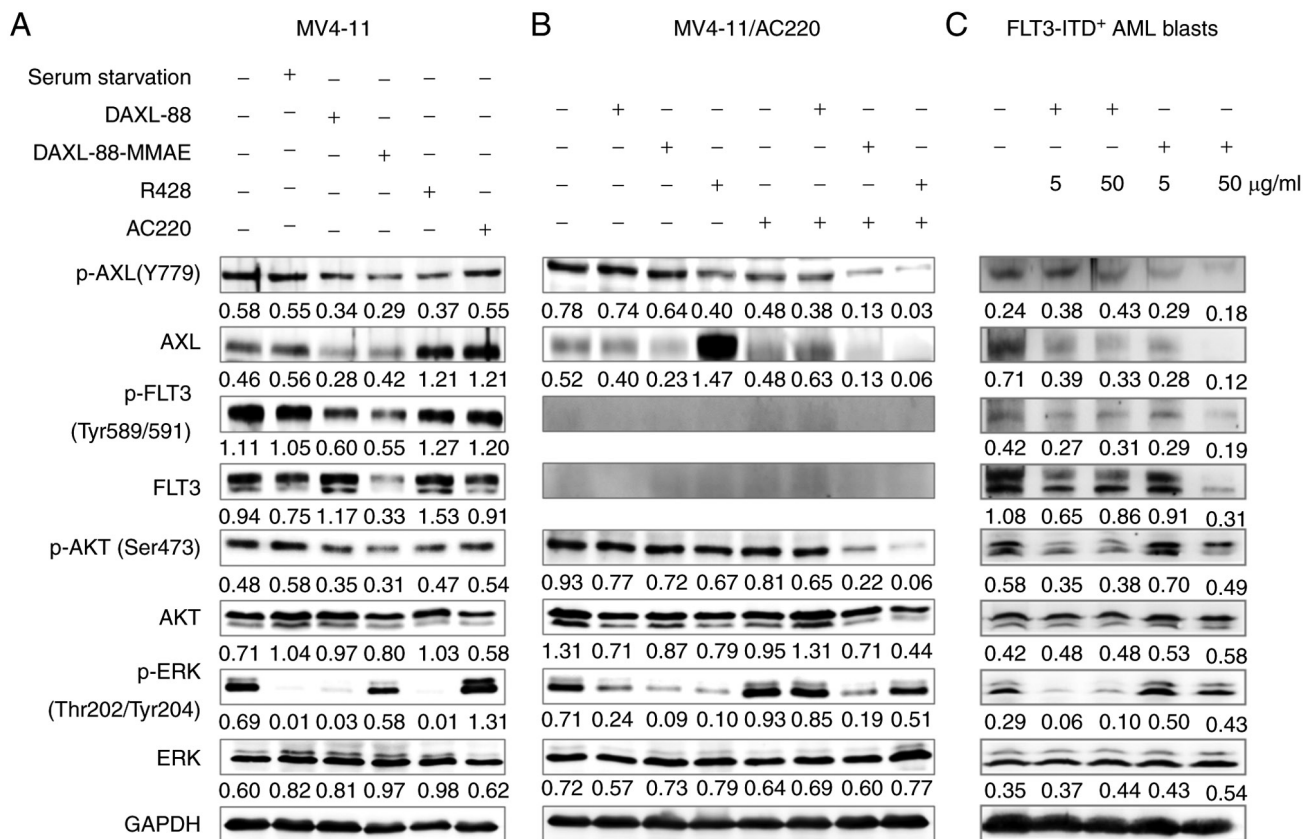 A MV4-11 B MV4-11/AC220 C FLT3-ITD⁺ AML blasts
Serum starvation − + − − − −
DAXL-88 − − + − − − − + − − − + − − − + + − −
DAXL-88-MMAE − − − + − − − − + − − − + − − − − + +
R428 − − − − + − − − − + − − − + 5 50 5 50 μg/ml
AC220 − − − − − + − − − − + + + +
p-AXL(Y779)
0.58 0.55 0.34 0.29 0.37 0.55 0.78 0.74 0.64 0.40 0.48 0.38 0.13 0.03 0.24 0.38 0.43 0.29 0.18
AXL
0.46 0.56 0.28 0.42 1.21 1.21 0.52 0.40 0.23 1.47 0.48 0.63 0.13 0.06 0.71 0.39 0.33 0.28 0.12
p-FLT3
(Tyr589/591)
1.11 1.05 0.60 0.55 1.27 1.20 0.42 0.27 0.31 0.29 0.19
FLT3
0.94 0.75 1.17 0.33 1.53 0.91 1.08 0.65 0.86 0.91 0.31
p-AKT (Ser473)
0.48 0.58 0.35 0.31 0.47 0.54 0.93 0.77 0.72 0.67 0.81 0.65 0.22 0.06 0.58 0.35 0.38 0.70 0.49
AKT
0.71 1.04 0.97 0.80 1.03 0.58 1.31 0.71 0.87 0.79 0.95 1.31 0.71 0.44 0.42 0.48 0.48 0.53 0.58
p-ERK
(Thr202/Tyr204)
0.69 0.01 0.03 0.58 0.01 1.31 0.71 0.24 0.09 0.10 0.93 0.85 0.19 0.51 0.29 0.06 0.10 0.50 0.43
ERK
0.60 0.82 0.81 0.97 0.98 0.62 0.72 0.57 0.73 0.79 0.64 0.69 0.60 0.77 0.35 0.37 0.44 0.43 0.54
GAPDH